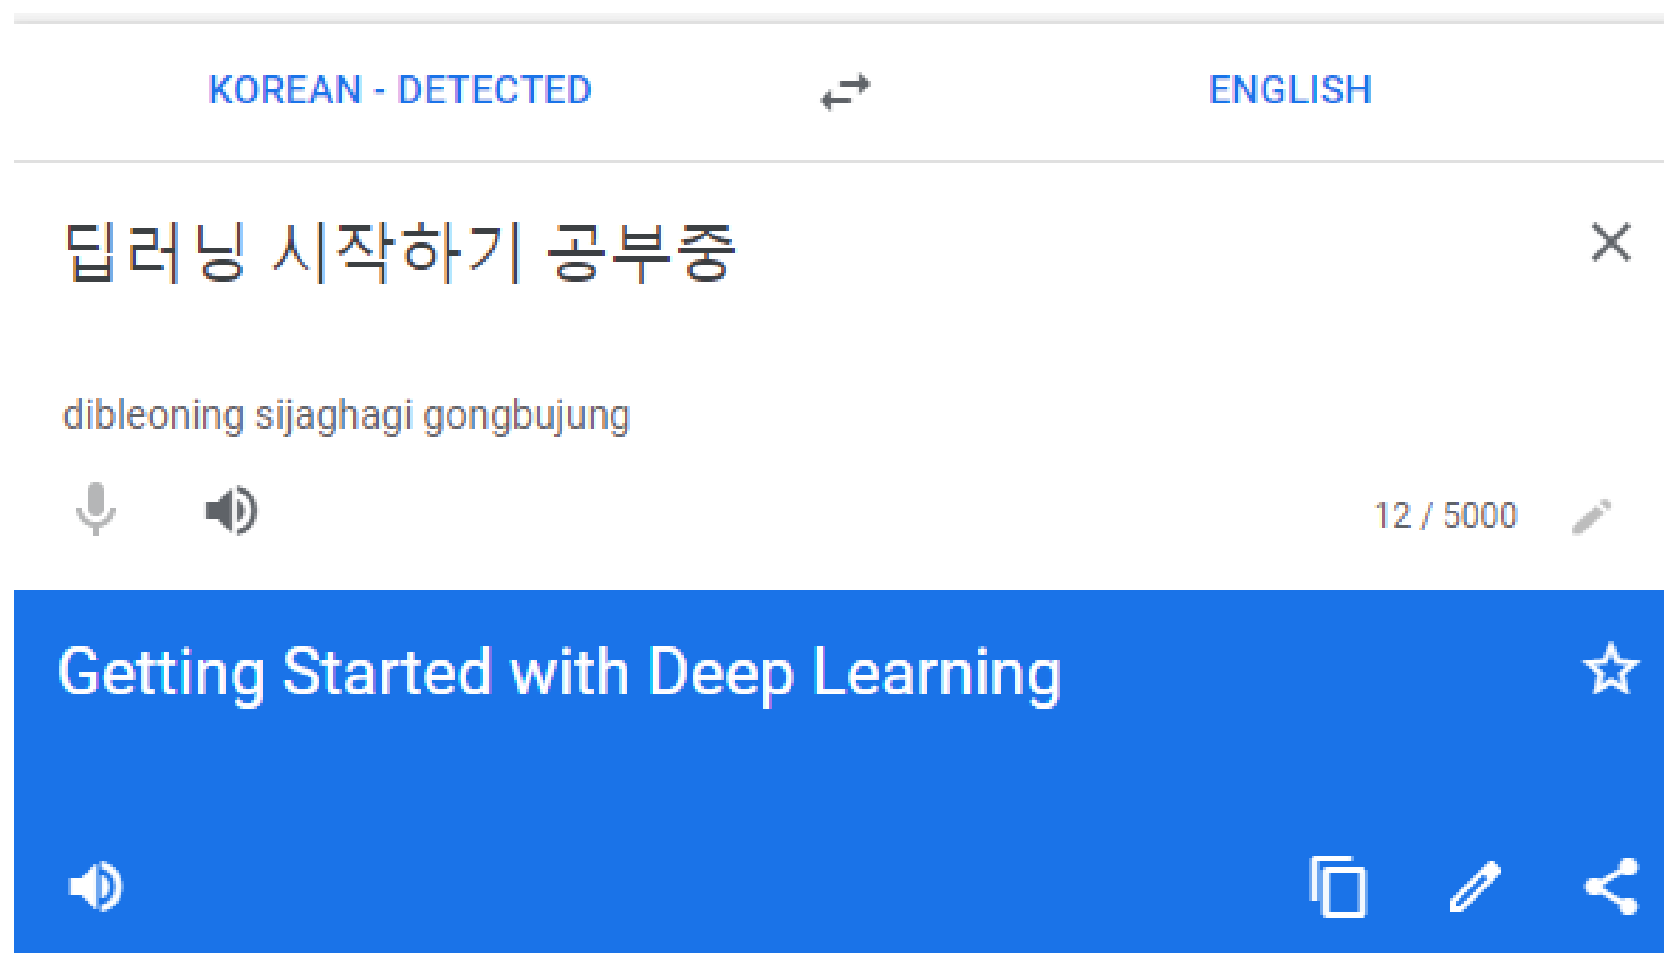 KOREAN - DETECTED
ENGLISH
딥러닝 시작하기 공부중
dibleoning sijaghagi gongbujung
12 / 5000
Getting Started with Deep Learning